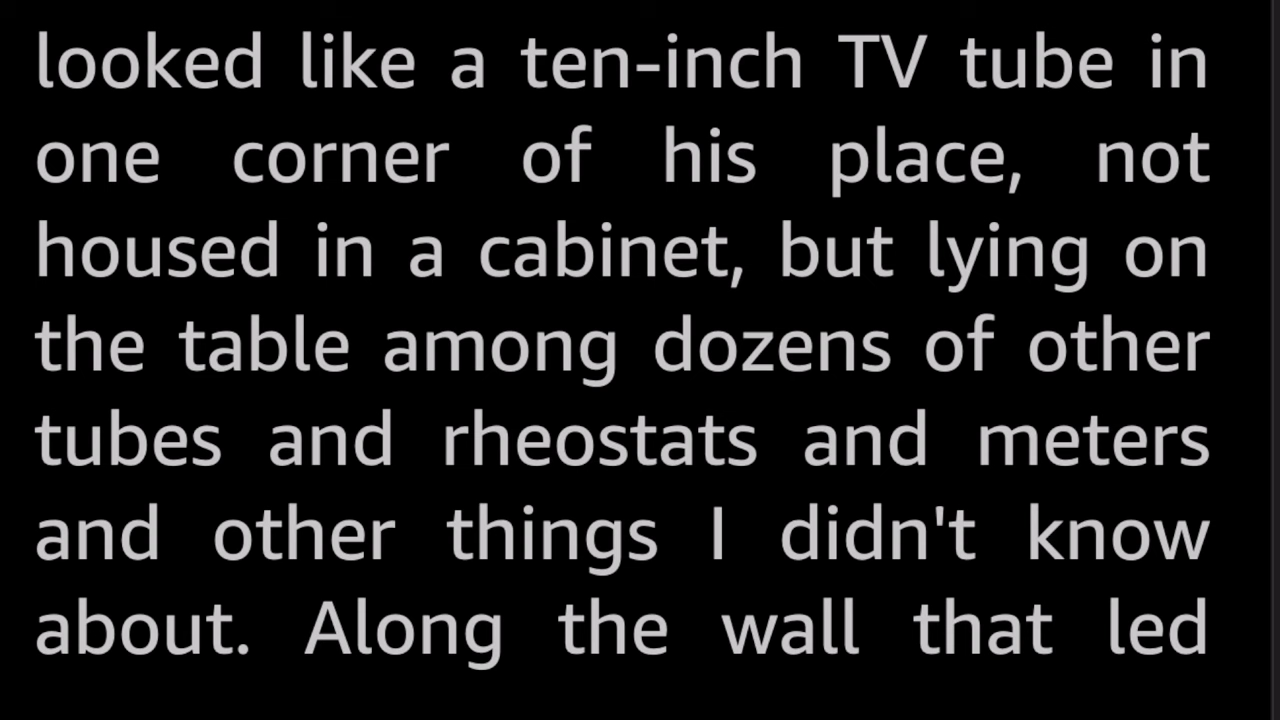 looked like a ten-inch TV tube in
one corner of his place, not
housed in a cabinet, but lying on
the table among dozens of other
tubes and rheostats and meters
and other things I didn't know
about. Along the wall that led